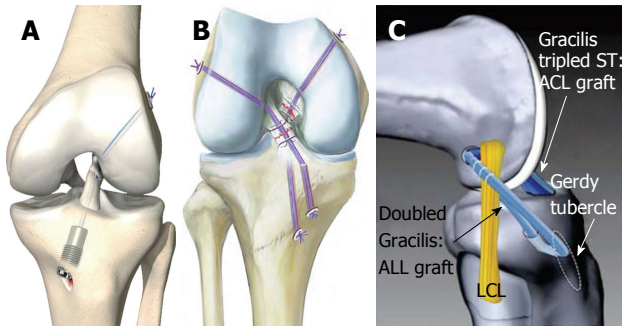 A
B
C
Gracilis
tripled ST:
ACL graft
Gerdy
tubercle
Doubled
Gracilis:
ALL graft
LCL